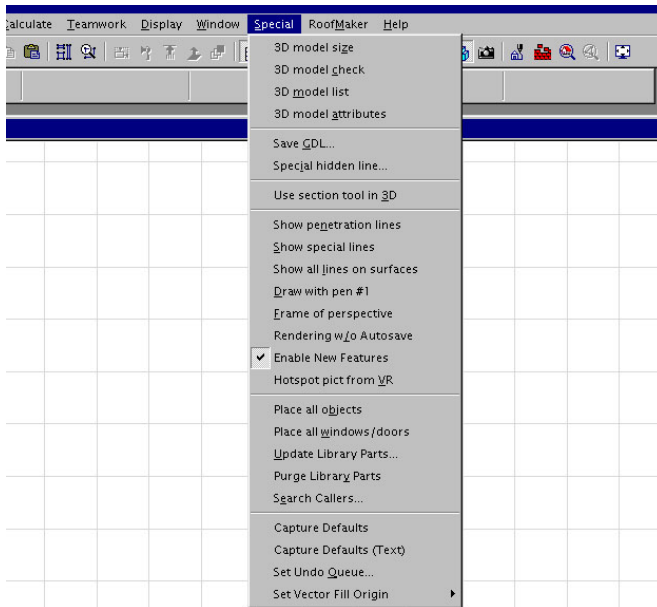 Calculate Teamwork Display Window Special RoofMaker Help
3D model size
3D model check
3D model list
3D model attributes
Save GDL...
Special hidden line...
Use section tool in 3D
Show penetration lines
Show special lines
Show all lines on surfaces
Draw with pen #1
Frame of perspective
Rendering w/o Autosave
Enable New Features
Hotspot pict from VR
Place all objects
Place all windows/doors
Update Library Parts...
Purge Library Parts
Search Callers...
Capture Defaults
Capture Defaults (Text)
Set Undo Queue...
Set Vector Fill Origin